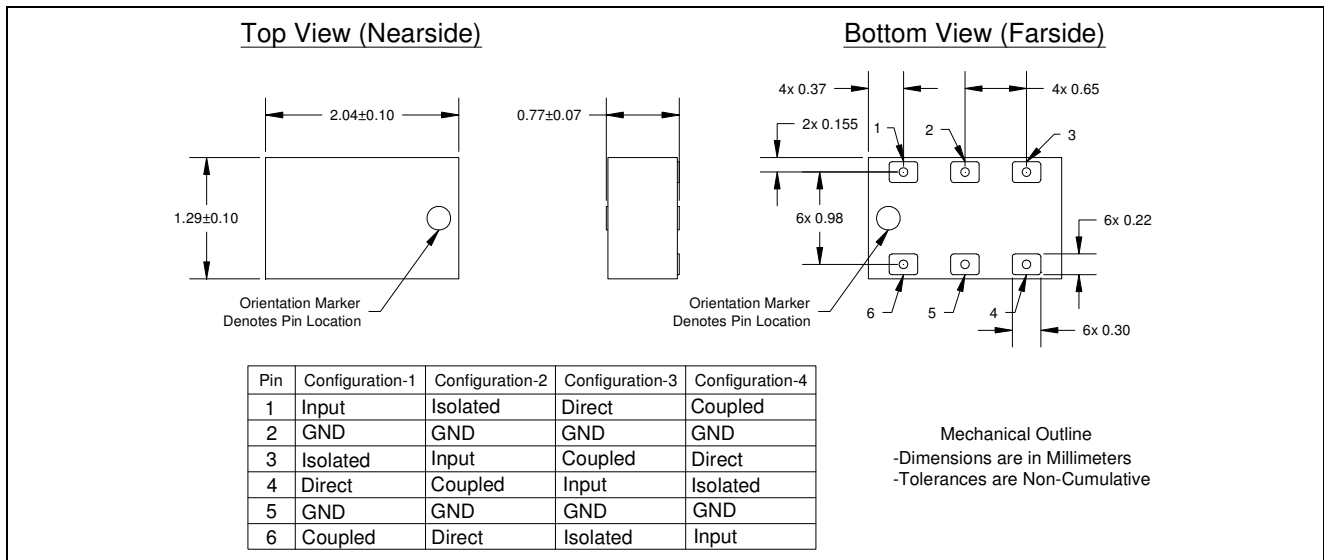 Top View (Nearside)
Bottom View (Farside)
4x 0.37
4x 0.65
2.04±0.10
0.77±0.07
2x 0.155
1
2
3
1.29±0.10
6x 0.98
6x 0.22
Orientation Marker
Denotes Pin Location
Orientation Marker
Denotes Pin Location
6
5
4
6x 0.30
Pin Configuration-1 Configuration-2 Configuration-3 Configuration-4
1 Input Isolated Direct Coupled
2 GND GND GND GND
3 Isolated Input Coupled Direct
4 Direct Coupled Input Isolated
5 GND GND GND GND
6 Coupled Direct Isolated Input
Mechanical Outline
-Dimensions are in Millimeters
-Tolerances are Non-Cumulative